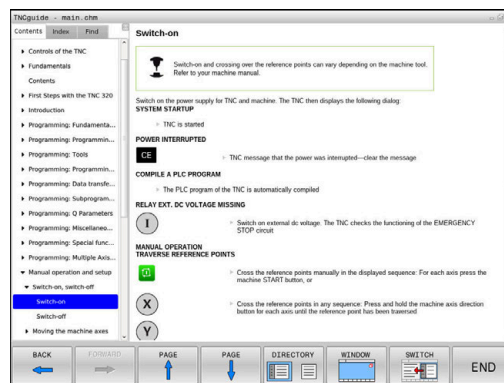 TNCguide - main.chm
Contents Index Find
Controls of the TNC
Fundamentals
Contents
First Steps with the TNC 320
Introduction
Programming: Fundamenta...
Programming: Programmin...
Programming: Tools
Programming: Programmin...
Programming: Data transfe...
Programming: Subprogram...
Programming: Q Parameters
Programming: Miscellaneo...
Programming: Special func...
Programming: Multiple Axis...
Manual operation and setup
Switch-on, switch-off
Switch-on
Switch-off
Moving the machine axes
Switch-on
Switch-on and crossing over the reference points can vary depending on the machine tool.
Refer to your machine manual.
Switch on the power supply for TNC and machine. The TNC then displays the following dialog:
SYSTEM STARTUP
TNC is started
POWER INTERRUPTED
CE
TNC message that the power was interrupted—clear the message
COMPILE A PLC PROGRAM
The PLC program of the TNC is automatically compiled
RELAY EXT. DC VOLTAGE MISSING
I
Switch on external dc voltage. The TNC checks the functioning of the EMERGENCY
STOP circuit
MANUAL OPERATION
TRAVERSE REFERENCE POINTS
Cross the reference points manually in the displayed sequence: For each axis press the
machine START button, or
X
Cross the reference points in any sequence: Press and hold the machine axis direction
button for each axis until the reference point has been traversed
Y
BACK
FORWARD
PAGE
PAGE
DIRECTORY
WINDOW
SWITCH
END